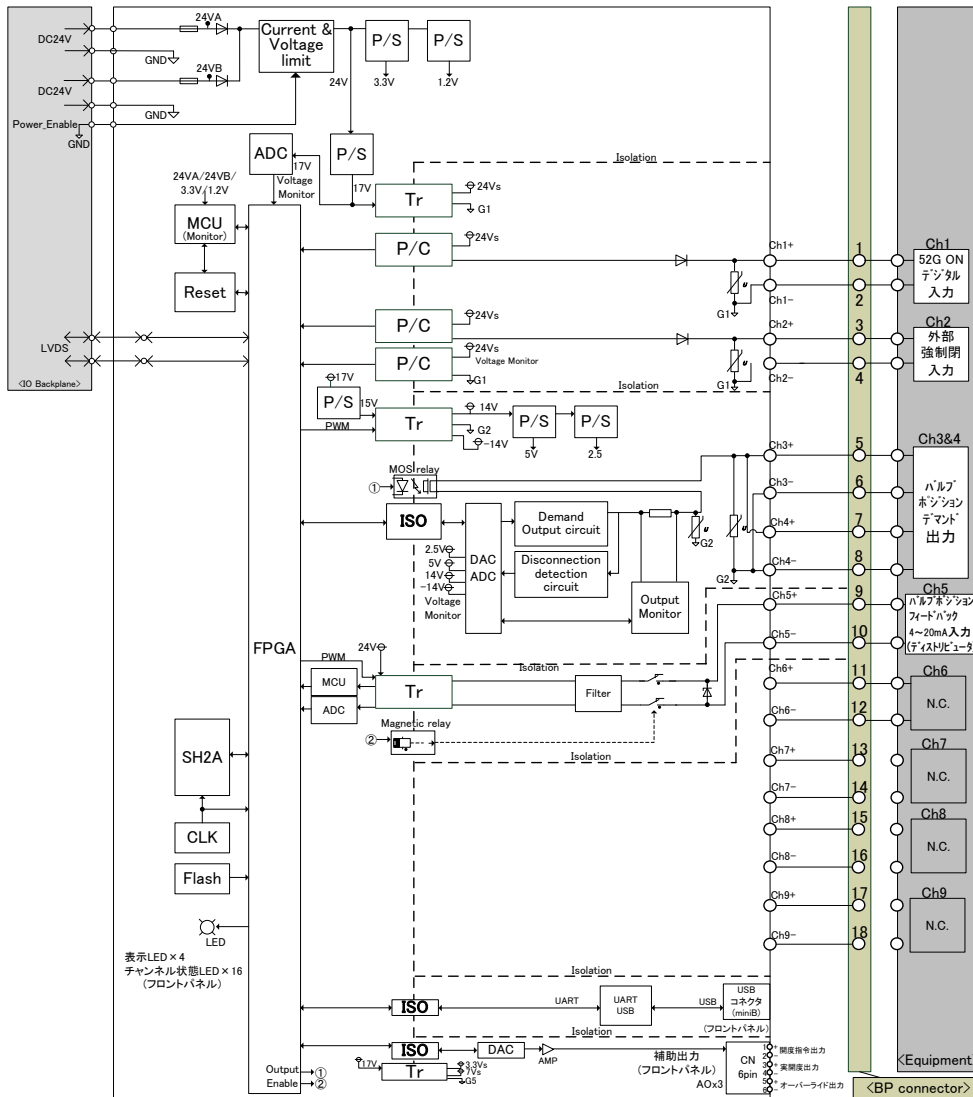 DC24V
24VA
GND
DC24V
24VB
GND
Power_Enable
GND
Current &
Voltage
limit
P/S
P/S
3.3V
1.2V
24V
P/S
17V
ADC
17V
Voltage
Monitor
24VA/24VB/
3.3V/1.2V
MCU
(Monitor)
Reset
LVDS
<IO Backplane>
Isolation
Tr
24Vs
G1
P/C
24Vs
Ch1+
Ch1-
G1
1
2
Ch1
52G ON
デジタル
入力
P/C
24Vs
Ch2+
Ch2-
G1
3
4
Ch2
外部
強制閉
入力
P/C
24Vs
Voltage Monitor
G1
Isolation
17V
P/S
15V
PWM
Tr
14V
G2
-14V
P/S
P/S
5V
2.5
MOS relay
①
ISO
2.5V
5V
14V
-14V
Voltage
Monitor
DAC
ADC
Demand
Output circuit
Disconnection
detection
circuit
Output
Monitor
G2
G2
Ch3+
Ch3-
Ch4+
Ch4-
5
6
7
8
Ch3&4
バルブ
ポジション
デマンド
出力
Ch5+
Ch5-
9
10
Ch5
バルブポジション
フィードバック
4~20mA入力
(ディストリビュータ
FPGA
24V
PWM
MCU
ADC
Tr
Isolation
Filter
Magnetic relay
②
Isolation
Ch6+
Ch6-
11
12
Ch6
N.C.
Ch7+
Ch7-
13
14
Ch7
N.C.
Ch8+
Ch8-
15
16
Ch8
N.C.
Ch9+
Ch9-
17
18
Ch9
N.C.
SH2A
CLK
Flash
LED
表示LED×4
チャンネル状態LED×16
(フロントパネル)
Isolation
ISO
UART
UART
USB
USB
USB
コネクタ
(miniB)
(フロントパネル)
Isolation
ISO
DAC
AMP
17V
Tr
3.3Vs
7Vs
G5
補助出力
(フロントパネル)
AOx3
CN
6pin
1 + 開度指令出力
2 -
3 + 実開度出力
4 -
5 + オーバーライド出力
6 -
Output
①
Enable
②
<Equipment
<BP connector>